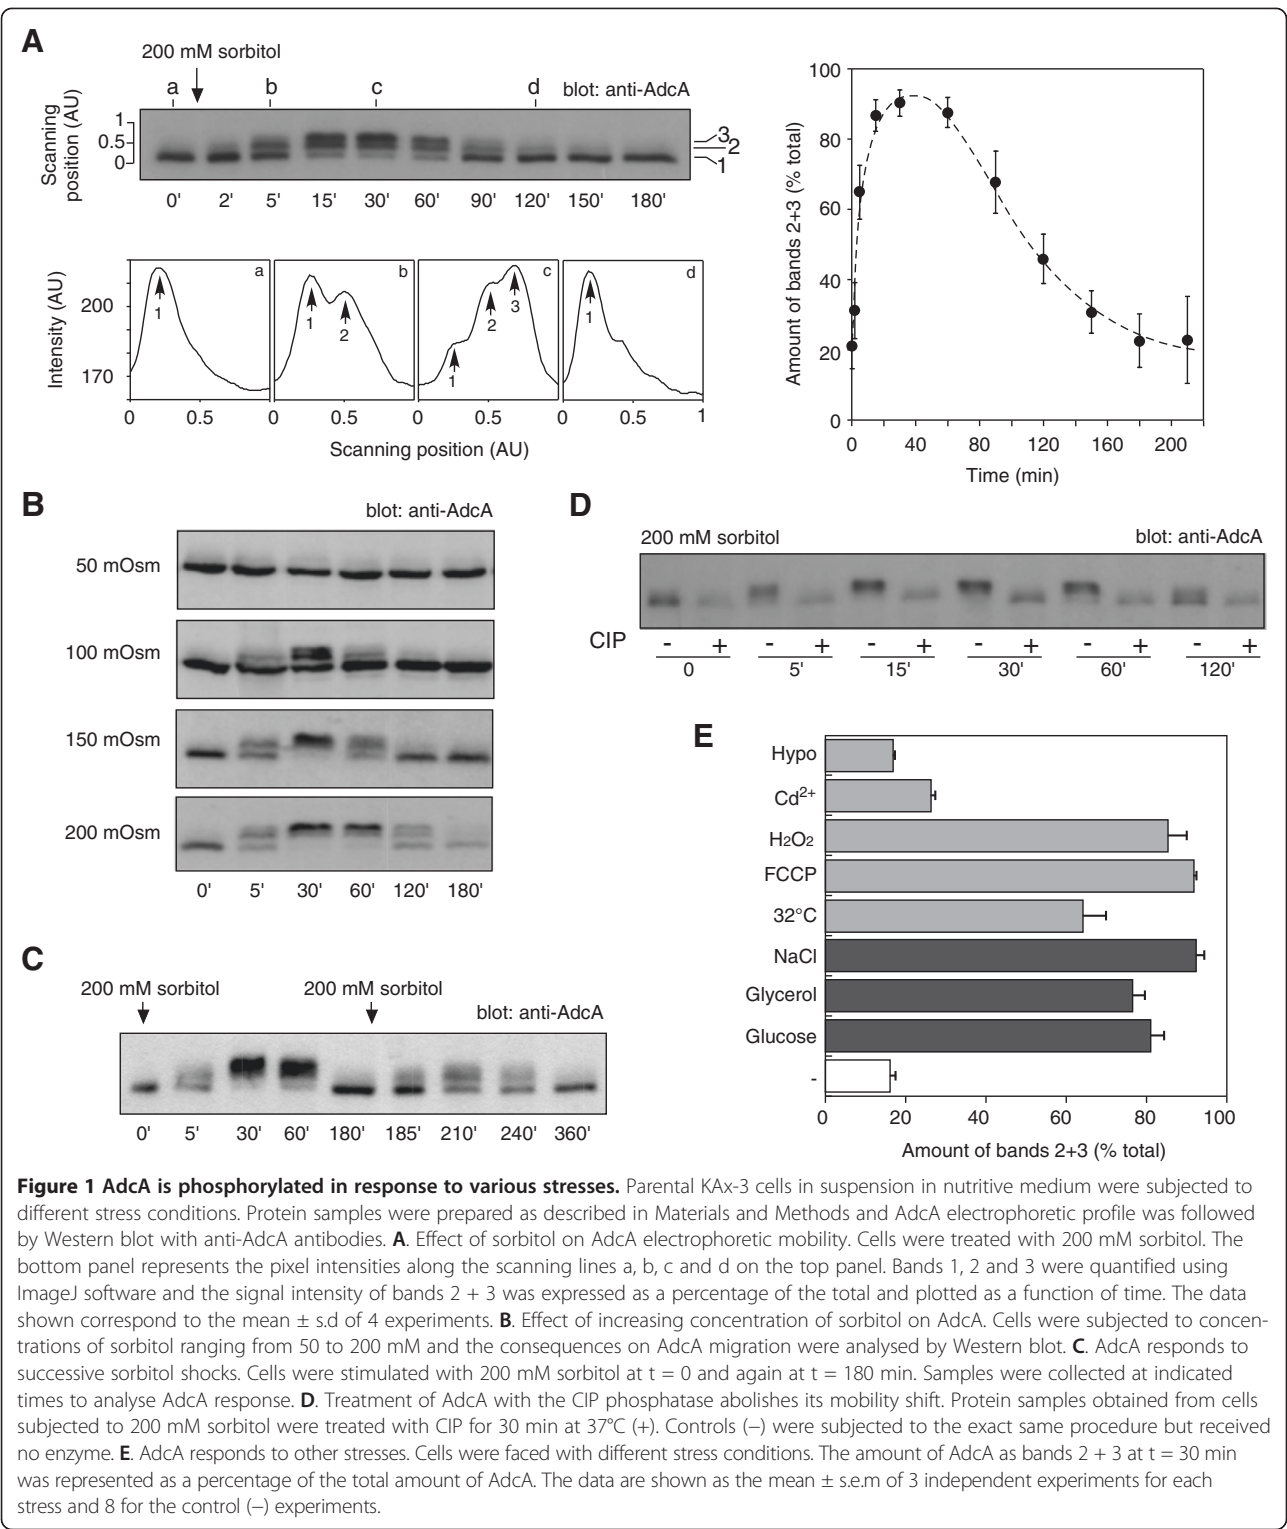 A
200 mM sorbitol
a b c d blot: anti-AdcA
Scanning
position (AU)
1
0.5
0
3
2
1
0' 2' 5' 15' 30' 60' 90' 120' 150' 180'
Intensity (AU)
200
170
a b c d
1 1 2 1 2 3 1
0 0.5 0 0.5 0 0.5 0 0.5 1
Scanning position (AU)
Amount of bands 2+3 (% total)
100
80
60
40
20
0
0 40 80 120 160 200
Time (min)
B
blot: anti-AdcA
50 mOsm
100 mOsm
150 mOsm
200 mOsm
0' 5' 30' 60' 120' 180'
C
200 mM sorbitol 200 mM sorbitol
blot: anti-AdcA
0' 5' 30' 60' 180' 185' 210' 240' 360'
D
200 mM sorbitol blot: anti-AdcA
CIP - + - + - + - + - + - +
0 5' 15' 30' 60' 120'
E
Hypo
Cd²⁺
H₂O₂
FCCP
32°C
NaCl
Glycerol
Glucose
-
0 20 40 60 80 100
Amount of bands 2+3 (% total)
Figure 1 AdcA is phosphorylated in response to various stresses. Parental KAx-3 cells in suspension in nutritive medium were subjected to
different stress conditions. Protein samples were prepared as described in Materials and Methods and AdcA electrophoretic profile was followed
by Western blot with anti-AdcA antibodies. A. Effect of sorbitol on AdcA electrophoretic mobility. Cells were treated with 200 mM sorbitol. The
bottom panel represents the pixel intensities along the scanning lines a, b, c and d on the top panel. Bands 1, 2 and 3 were quantified using
ImageJ software and the signal intensity of bands 2 + 3 was expressed as a percentage of the total and plotted as a function of time. The data
shown correspond to the mean ± s.d of 4 experiments. B. Effect of increasing concentration of sorbitol on AdcA. Cells were subjected to concen-
trations of sorbitol ranging from 50 to 200 mM and the consequences on AdcA migration were analysed by Western blot. C. AdcA responds to
successive sorbitol shocks. Cells were stimulated with 200 mM sorbitol at t = 0 and again at t = 180 min. Samples were collected at indicated
times to analyse AdcA response. D. Treatment of AdcA with the CIP phosphatase abolishes its mobility shift. Protein samples obtained from cells
subjected to 200 mM sorbitol were treated with CIP for 30 min at 37°C (+). Controls (−) were subjected to the exact same procedure but received
no enzyme. E. AdcA responds to other stresses. Cells were faced with different stress conditions. The amount of AdcA as bands 2 + 3 at t = 30 min
was represented as a percentage of the total amount of AdcA. The data are shown as the mean ± s.e.m of 3 independent experiments for each
stress and 8 for the control (−) experiments.